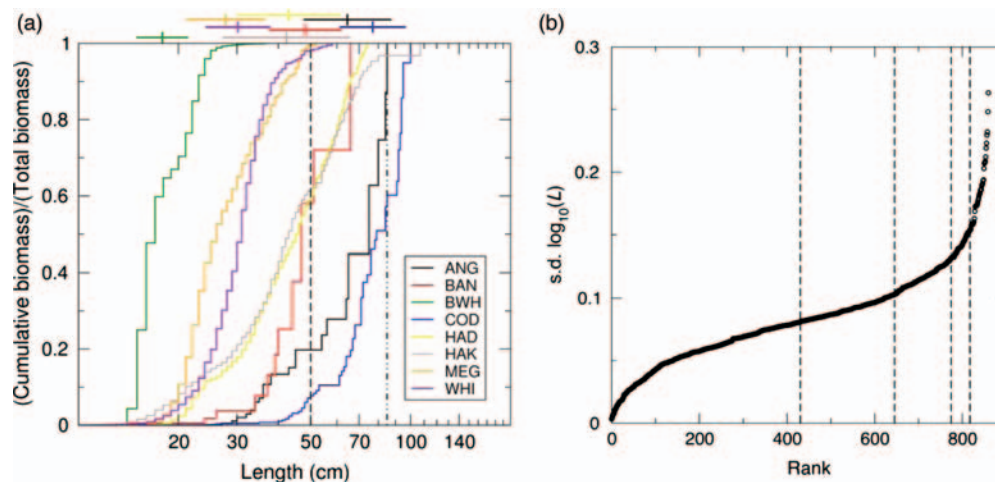 (a)
(b)
(Cumulative biomass)/(Total biomass)
1
0.8
0.6
0.4
0.2
0
20 30 50 70 100 140
Length (cm)
ANG
BAN
BWH
COD
HAD
HAK
MEG
WHI
s.d. log10(L)
0.3
0.2
0.1
0
0 200 400 600 800
Rank